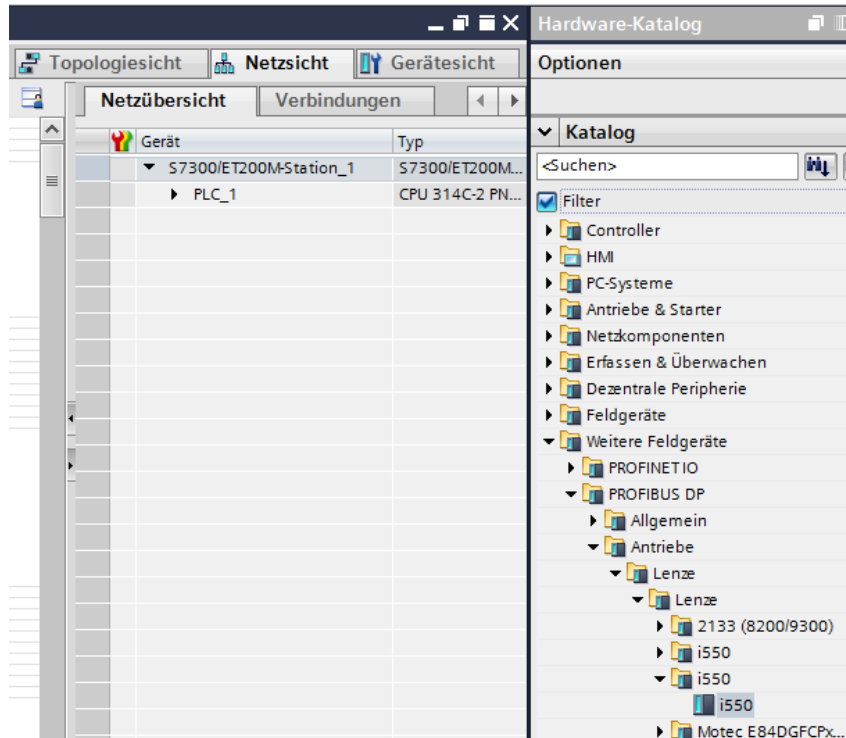 Hardware-Katalog
Topologiesicht Netzsicht Gerätesicht
Optionen
Netzübersicht Verbindungen
Katalog
Gerät Typ
<Suchen>
S7300/ET200M-Station_1 S7300/ET200M...
PLC_1 CPU 314C-2 PN...
Filter
Controller
HMI
PC-Systeme
Antriebe & Starter
Netzkomponenten
Erfassen & Überwachen
Dezentrale Peripherie
Feldgeräte
Weitere Feldgeräte
PROFINET IO
PROFIBUS DP
Allgemein
Antriebe
Lenze
Lenze
2133 (8200/9300)
i550
i550
i550
Motec E84DGFCPx...